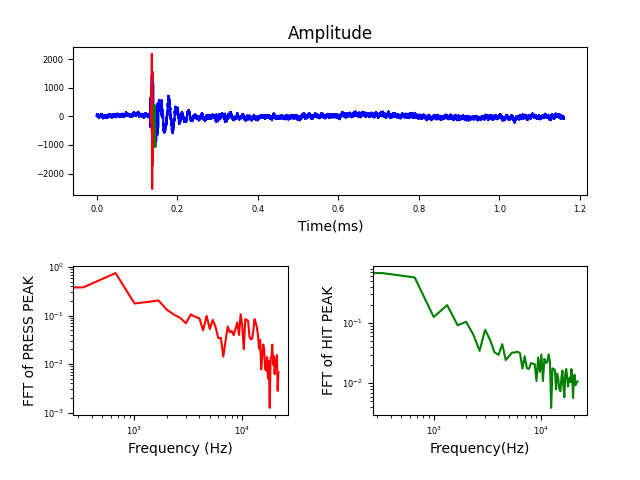 Amplitude
2000
1000
0
−1000
−2000
0.0 0.2 0.4 0.6 0.8 1.0 1.2
Time(ms)
FFT of PRESS PEAK
10⁰
10⁻¹
10⁻²
10⁻³
10³ 10⁴
Frequency (Hz)
FFT of HIT PEAK
10⁻¹
10⁻²
10³ 10⁴
Frequency(Hz)